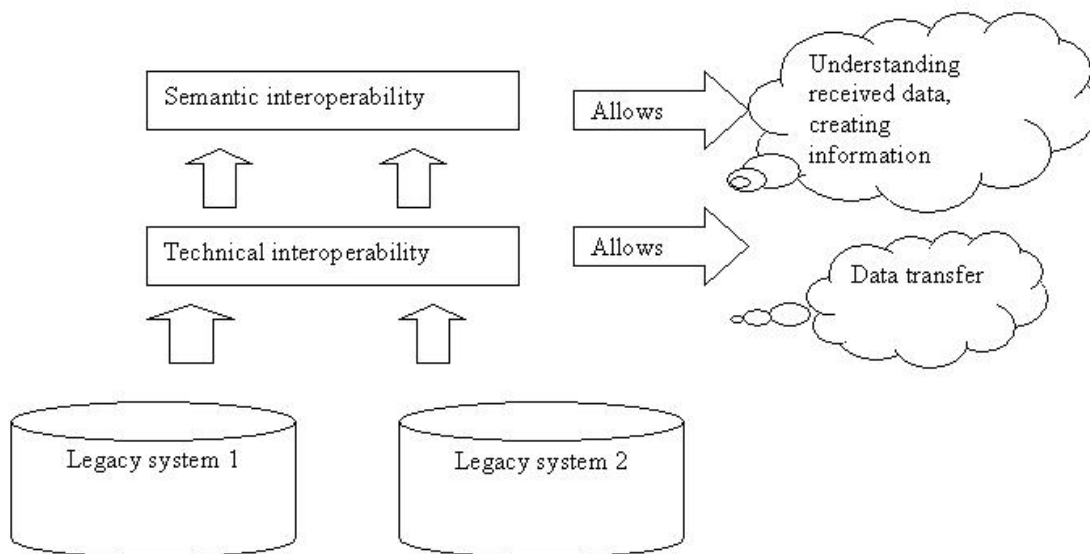 Semantic interoperability
Allows
Understanding
received data,
creating
information
Technical interoperability
Allows
Data transfer
Legacy system 1
Legacy system 2